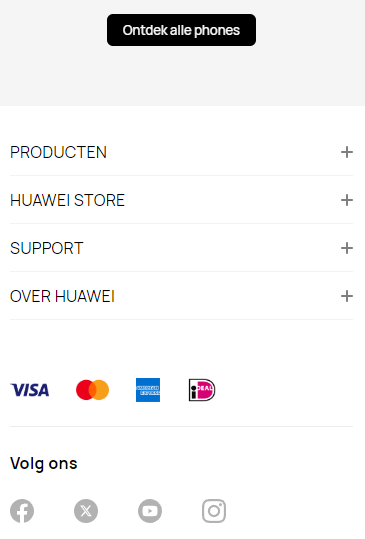 Ontdek alle phones
PRODUCTEN
HUAWEI STORE
SUPPORT
OVER HUAWEI
VISA
AMERICAN
EXPRESS
iDEAL
Volg ons